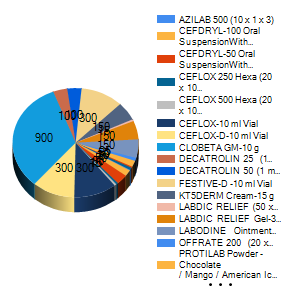 AZILAB 500 (10 x 1 x 3)
CEFDRYL-100 Oral
SuspensionWith..
CEFDRYL-50 Oral
SuspensionWith..
CEFLOX 250 Hexa (20
x 10..
CEFLOX 500 Hexa (20
x 10..
CEFLOX-10 ml Vial
CEFLOX-D-10 ml Vial
CLOBETA GM-10 g
DECATROLIN 25 (1..
DECATROLIN 50 (1 m..
FESTIVE-D -10 ml Vial
KT5DERM Cream-15 g
LABDIC RELIEF (50 x..
LABDIC RELIEF Gel-3..
LABODINE Ointment..
OFFRATE 200 (20 x..
PROTILAB Powder -
Chocolate
/ Mango / American Ic..
900
100
300
150
150
150
300
300